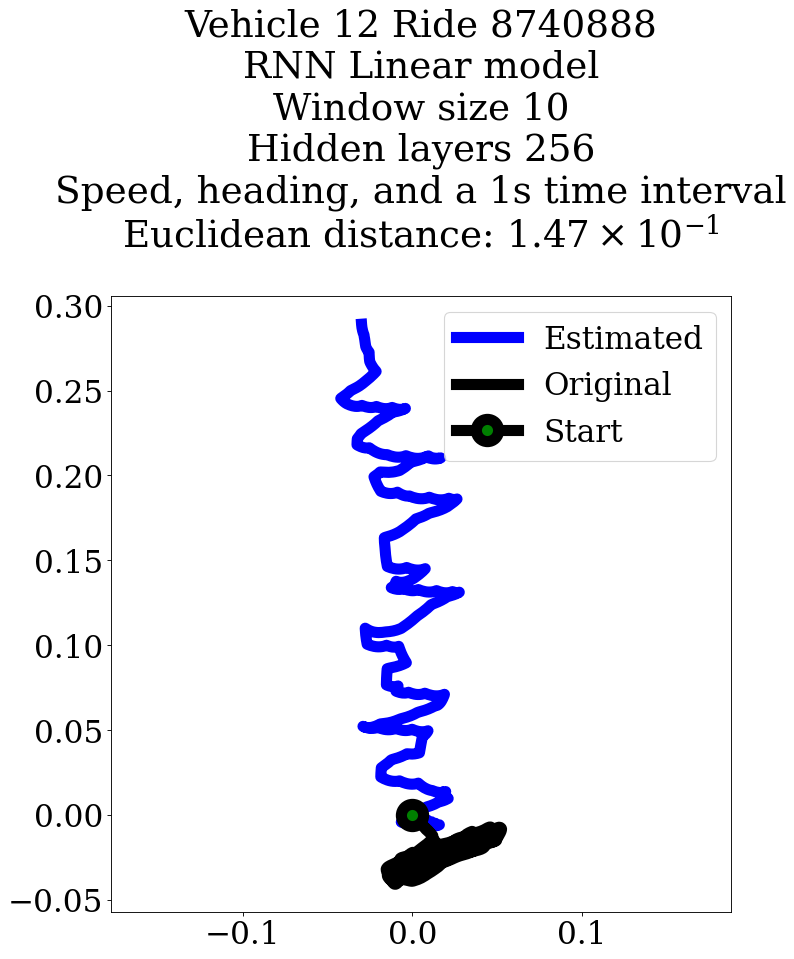 Vehicle 12 Ride 8740888
RNN Linear model
Window size 10
Hidden layers 256
Speed, heading, and a 1s time interval
Euclidean distance: 1.47 × 10⁻¹
Estimated
Original
Start
0.30
0.25
0.20
0.15
0.10
0.05
0.00
−0.05
−0.1
0.0
0.1